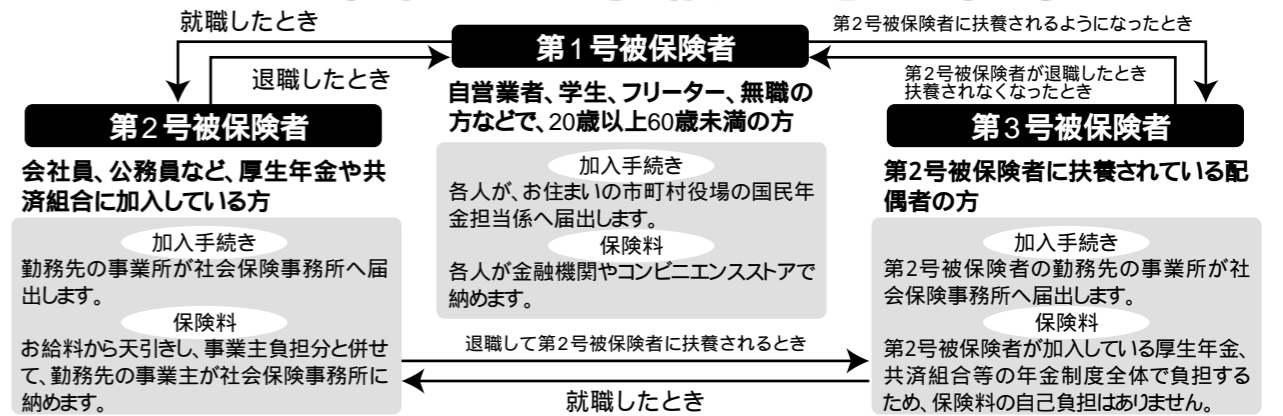 就職したとき
第2号被保険者に扶養されるようになったとき
第1号被保険者
退職したとき
第2号被保険者が退職したとき
扶養されなくなったとき
自営業者、学生、フリーター、無職の
方などで、20歳以上60歳未満の方
加入手続き
各人が、お住まいの市町村役場の国民年
金担当係へ届出します。
保険料
各人が金融機関やコンビニエンスストアで
納めます。
第2号被保険者
会社員、公務員など、厚生年金や共
済組合に加入している方
加入手続き
勤務先の事業所が社会保険事務所へ届
出します。
保険料
お給料から天引きし、事業主負担分と併せ
て、勤務先の事業主が社会保険事務所に
納めます。
第3号被保険者
第2号被保険者に扶養されている配
偶者の方
加入手続き
第2号被保険者の勤務先の事業所が社
会保険事務所へ届出します。
保険料
第2号被保険者が加入している厚生年金、
共済組合等の年金制度全体で負担する
ため、保険料の自己負担はありません。
退職して第2号被保険者に扶養されるとき
就職したとき